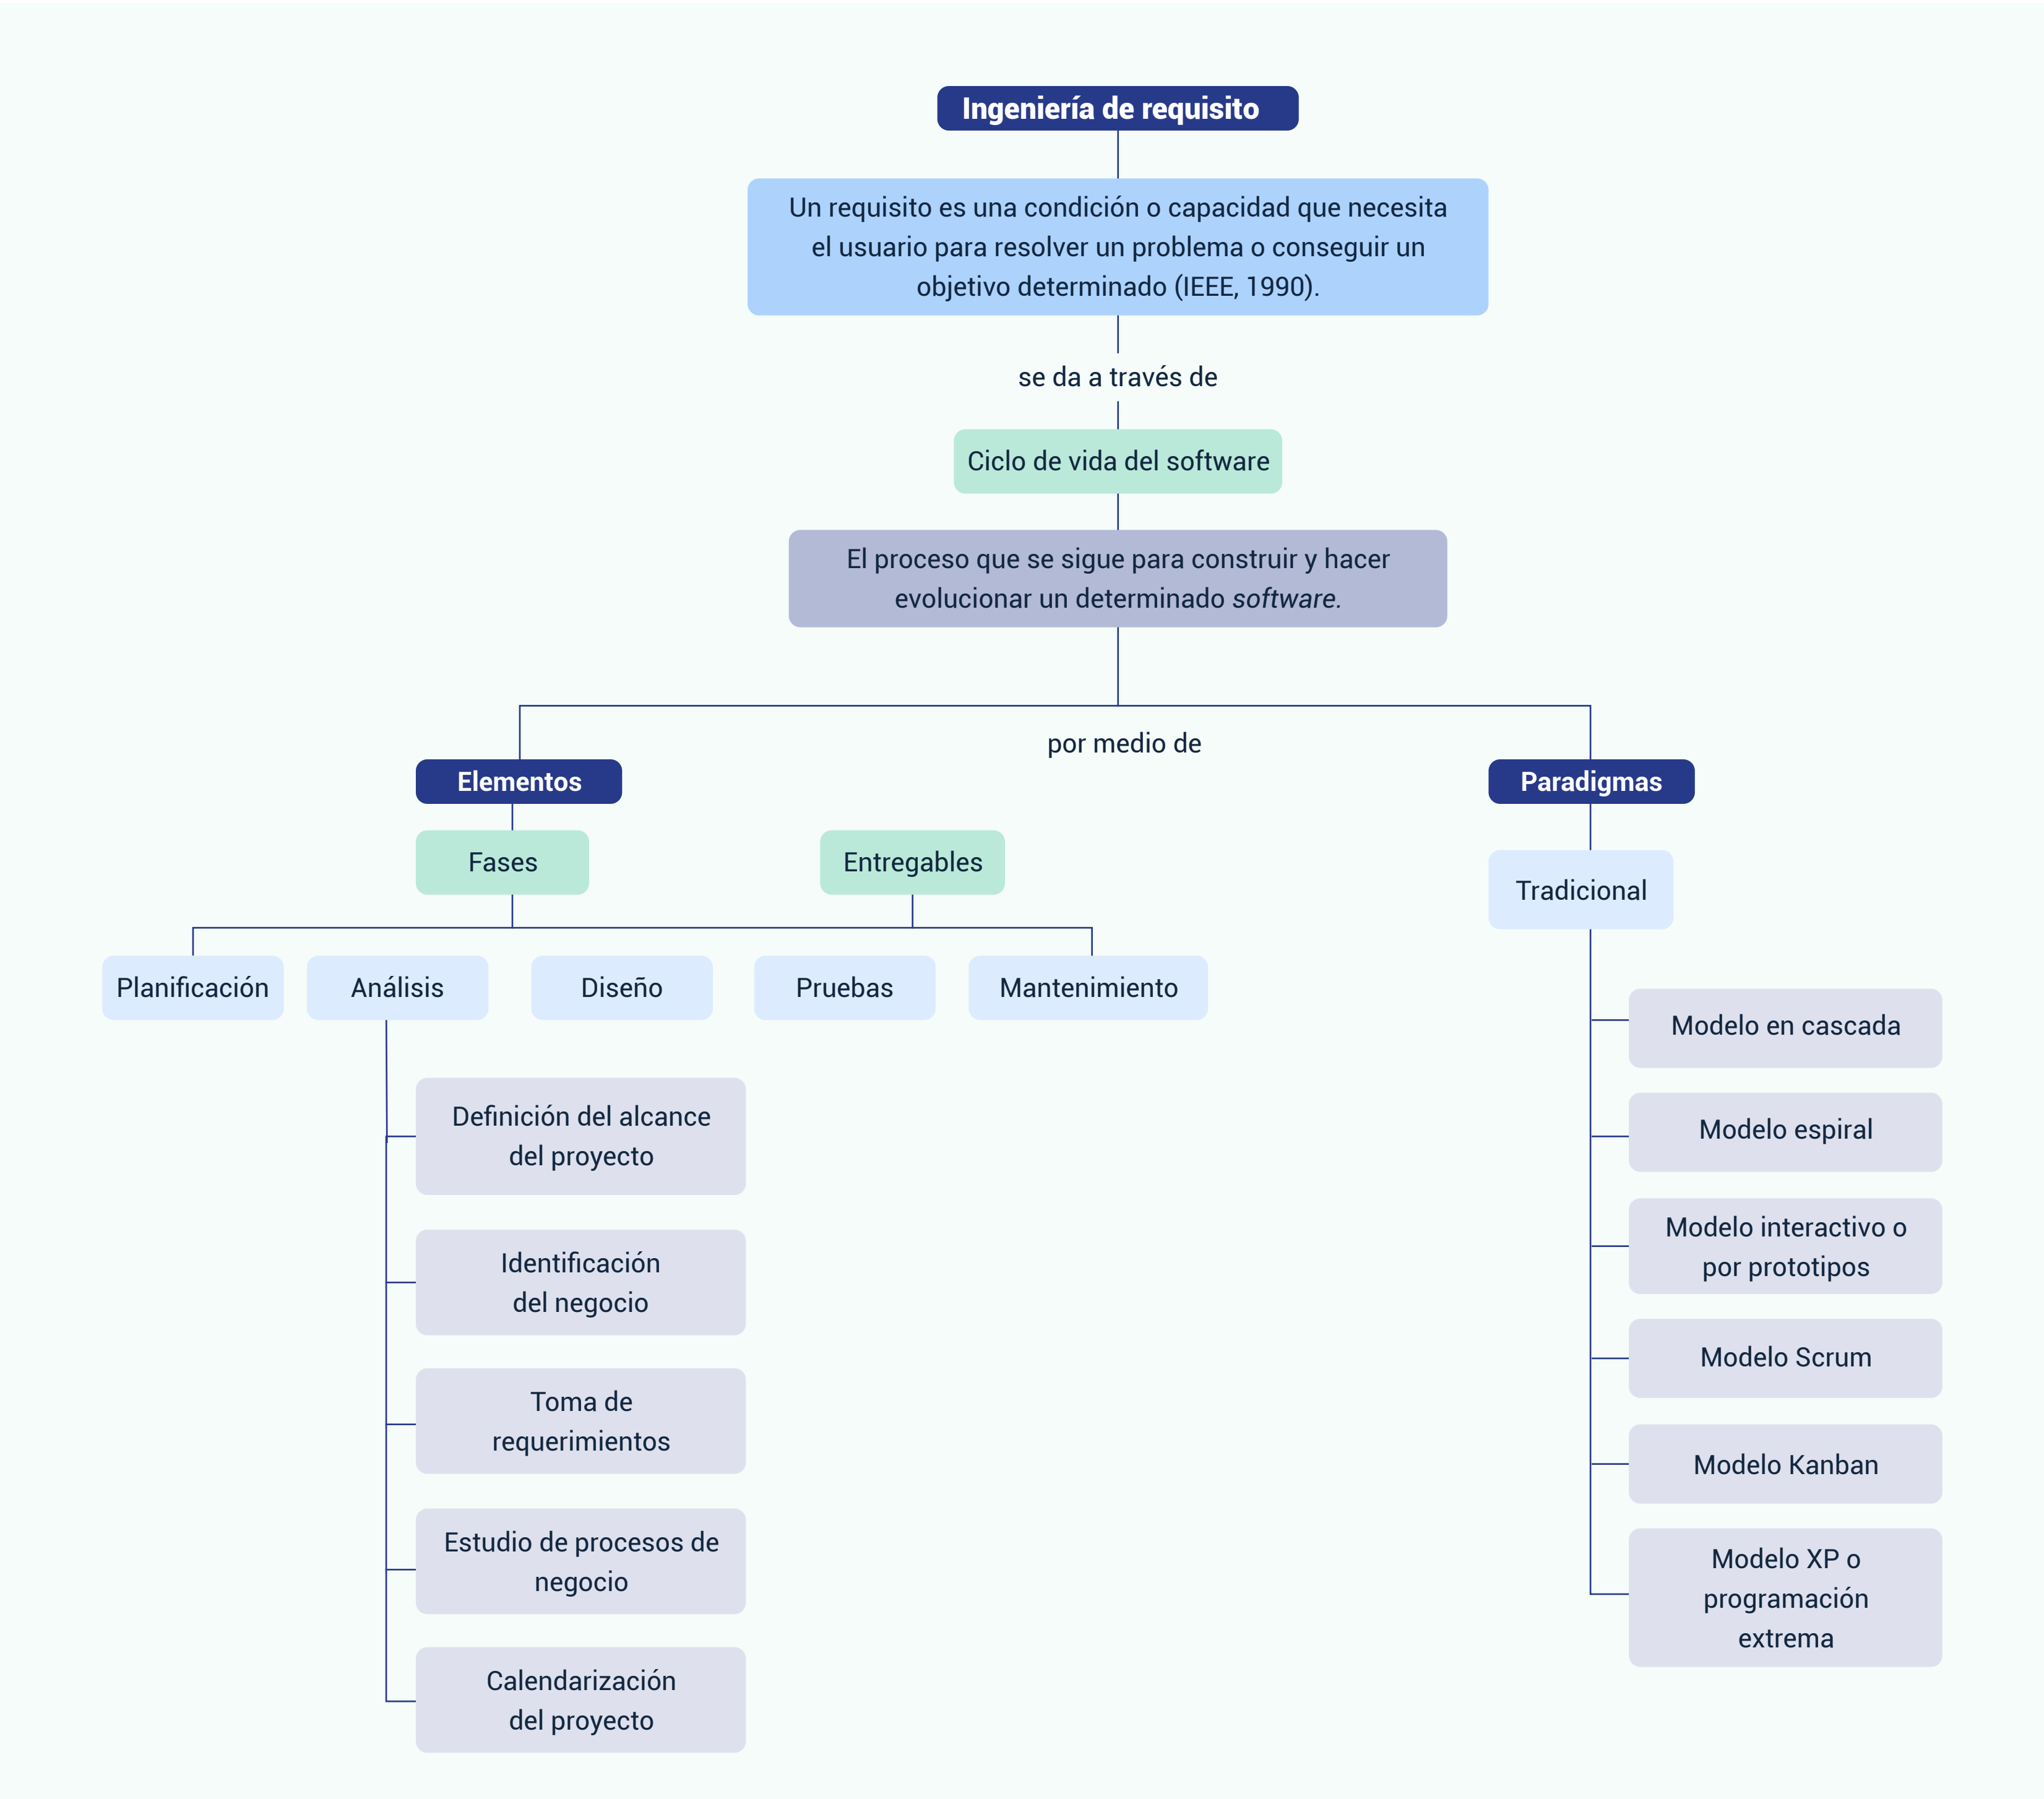 Ingeniería de requisito
Un requisito es una condición o capacidad que necesita
el usuario para resolver un problema o conseguir un
objetivo determinado (IEEE, 1990).
se da a través de
Ciclo de vida del software
El proceso que se sigue para construir y hacer
evolucionar un determinado software.
por medio de
Elementos
Fases
Entregables
Planificación
Análisis
Diseño
Pruebas
Mantenimiento
Definición del alcance
del proyecto
Identificación
del negocio
Toma de
requerimientos
Estudio de procesos de
negocio
Calendarización
del proyecto
Paradigmas
Tradicional
Modelo en cascada
Modelo espiral
Modelo interactivo o
por prototipos
Modelo Scrum
Modelo Kanban
Modelo XP o
programación
extrema